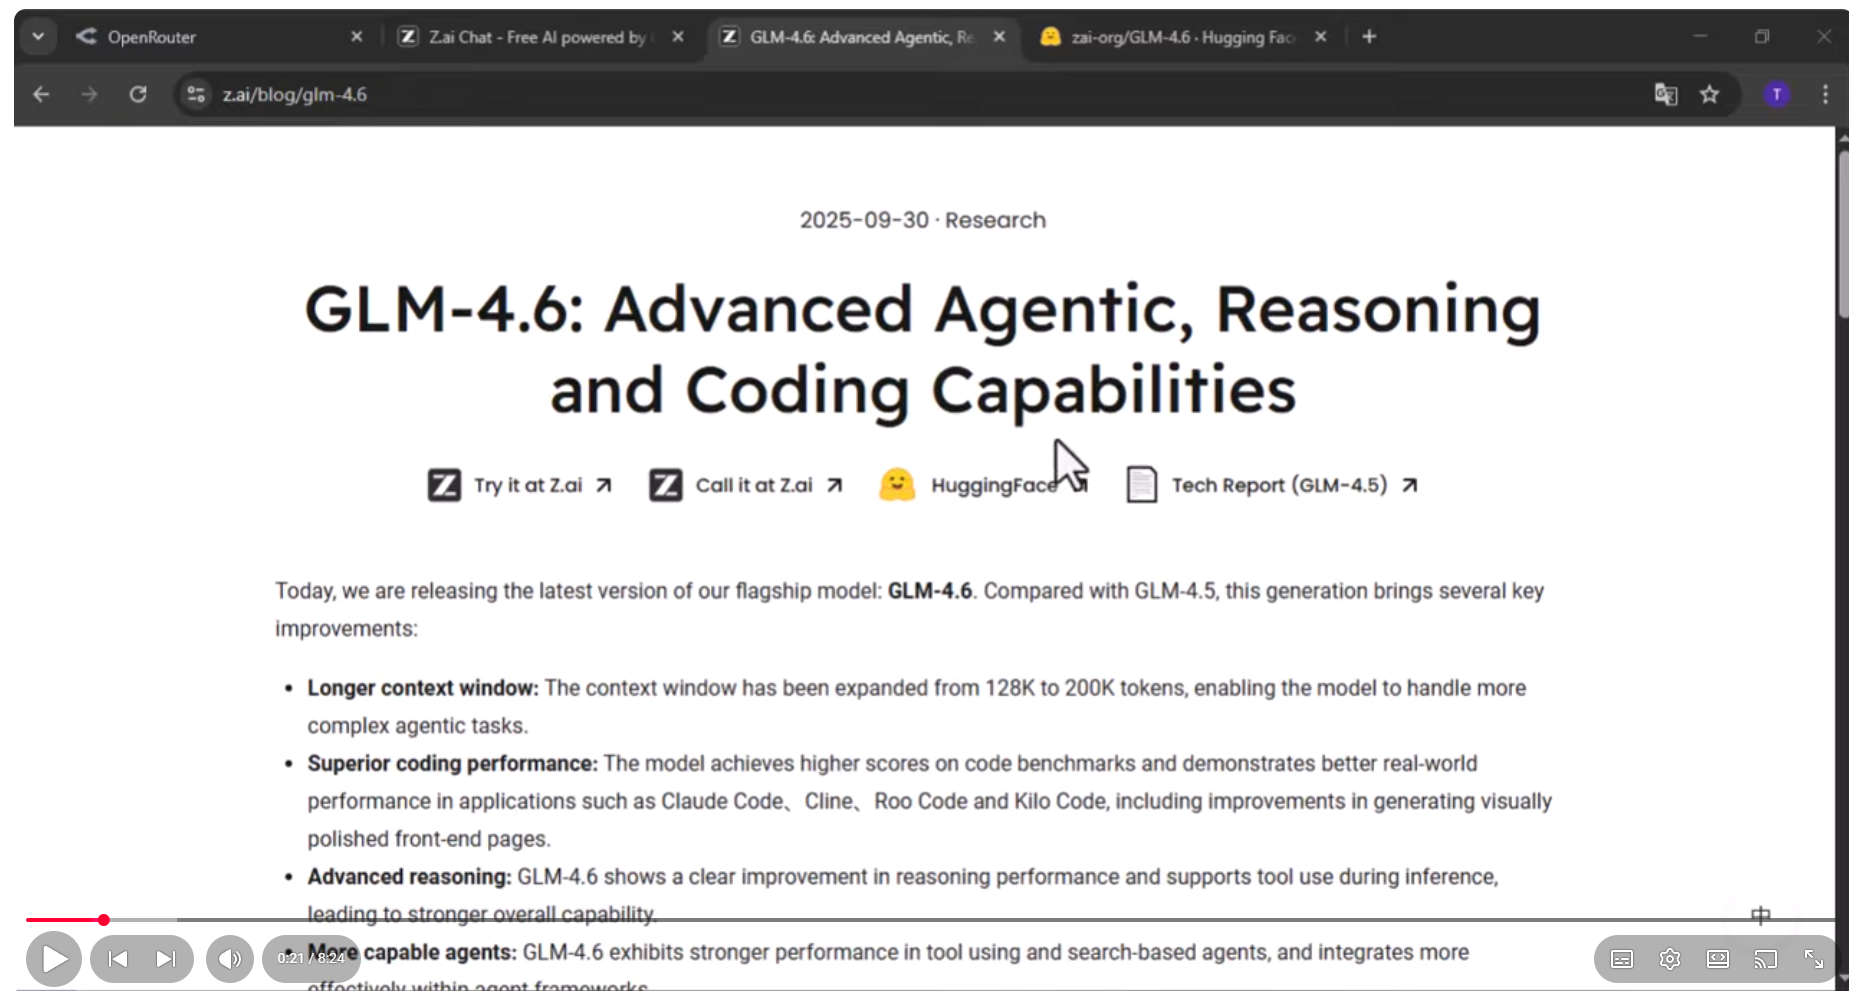 OpenRouter
Z.ai Chat - Free AI powered by
GLM-4.6: Advanced Agentic, Re
zai-org/GLM-4.6 · Hugging Fac
z.ai/blog/glm-4.6
T
2025-09-30 · Research
GLM-4.6: Advanced Agentic, Reasoning
and Coding Capabilities
Try it at Z.ai
Call it at Z.ai
HuggingFace
Tech Report (GLM-4.5)
Today, we are releasing the latest version of our flagship model: GLM-4.6. Compared with GLM-4.5, this generation brings several key
improvements:
• Longer context window: The context window has been expanded from 128K to 200K tokens, enabling the model to handle more
complex agentic tasks.
• Superior coding performance: The model achieves higher scores on code benchmarks and demonstrates better real-world
performance in applications such as Claude Code、Cline、Roo Code and Kilo Code, including improvements in generating visually
polished front-end pages.
• Advanced reasoning: GLM-4.6 shows a clear improvement in reasoning performance and supports tool use during inference,
leading to stronger overall capability.
中
• More capable agents: GLM-4.6 exhibits stronger performance in tool using and search-based agents, and integrates more
effectively within agent frameworks.
0:21 / 8:24